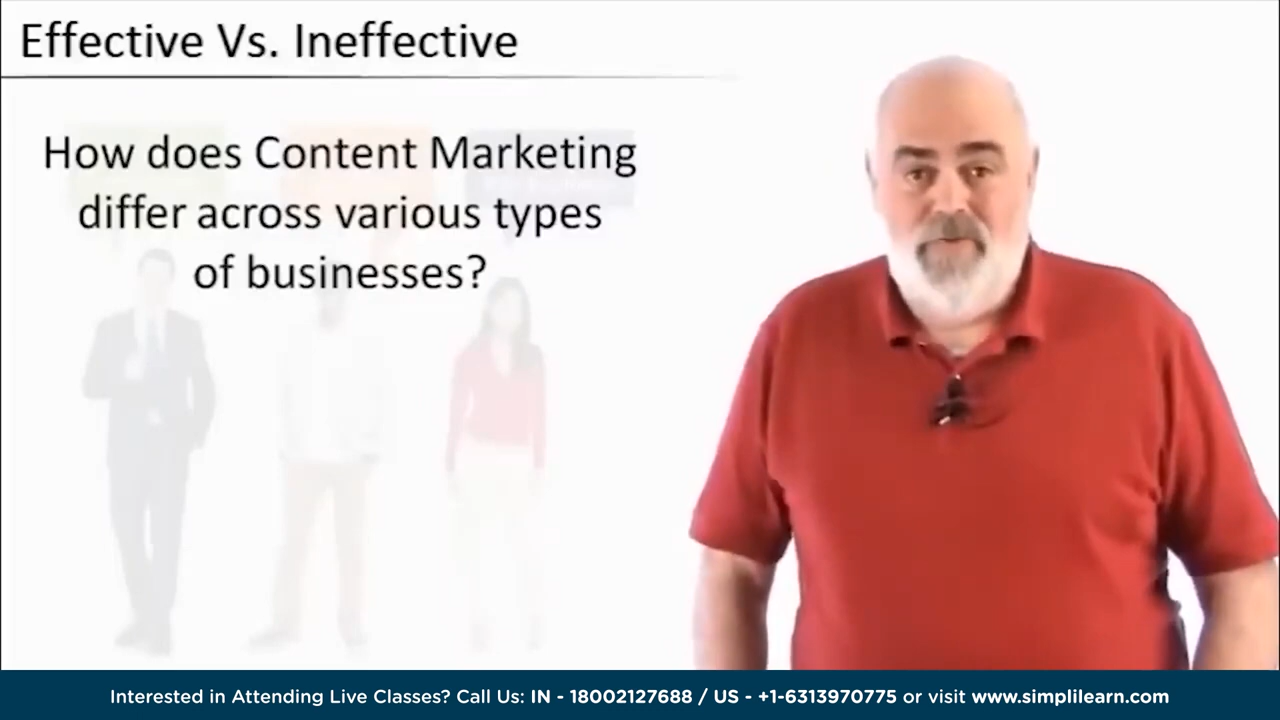 Effective Vs. Ineffective
How does Content Marketing
differ across various types
of businesses?
Interested in Attending Live Classes? Call Us: IN - 18002127688 / US - +1-6313970775 or visit www.simplilearn.com